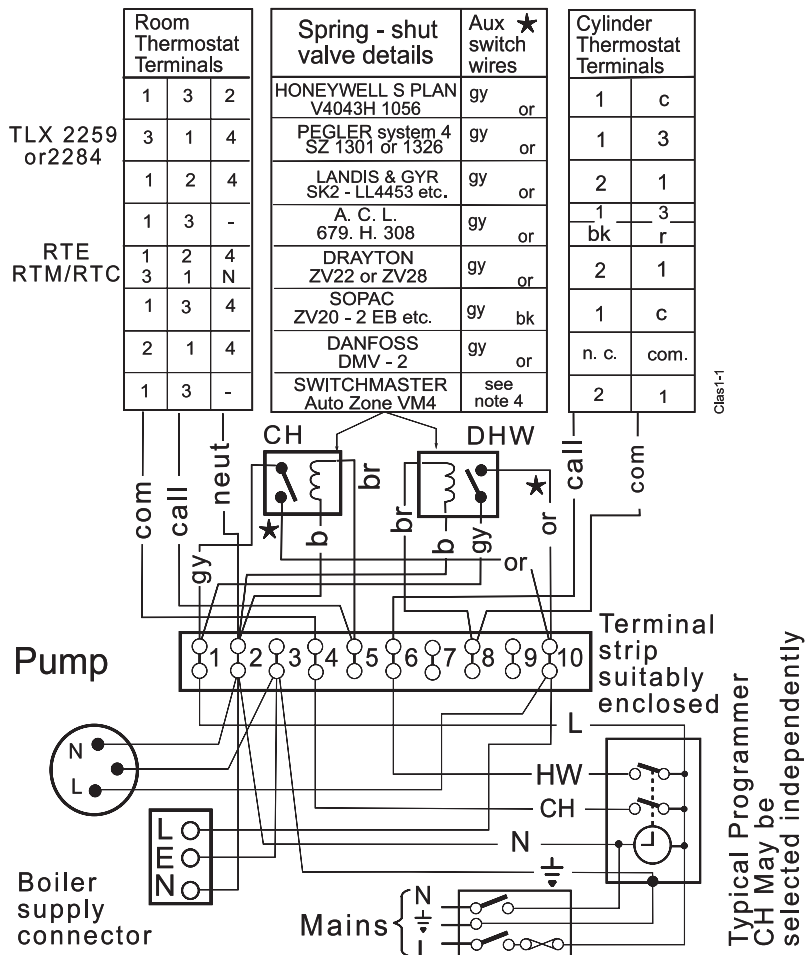 Room Thermostat Terminals
Spring - shut valve details
Aux ★ switch wires
Cylinder Thermostat Terminals
1 3 2
HONEYWELL S PLAN V4043H 1056
gy or
1 c
TLX 2259 or2284
3 1 4
PEGLER system 4 SZ 1301 or 1326
gy or
1 3
1 2 4
LANDIS & GYR SK2 - LL4453 etc.
gy or
2 1
1 3 -
A. C. L. 679. H. 308
gy or
1 3
bk r
RTE RTM/RTC
1 2 4
3 1 N
DRAYTON ZV22 or ZV28
gy or
2 1
1 3 4
SOPAC ZV20 - 2 EB etc.
gy bk
1 c
2 1 4
DANFOSS DMV - 2
gy or
n. c. com.
1 3 -
SWITCHMASTER Auto Zone VM4
see note 4
2 1
Clas1-1
CH
DHW
com
call
neut
gy
★
b
br
br
b
gy
★
or
or
call
com
1 2 3 4 5 6 7 8 9 10
Terminal strip suitably enclosed
Pump
N
L
L
HW
CH
N
Boiler supply connector
L
E
N
Mains
N
L
Typical Programmer CH May be selected independently